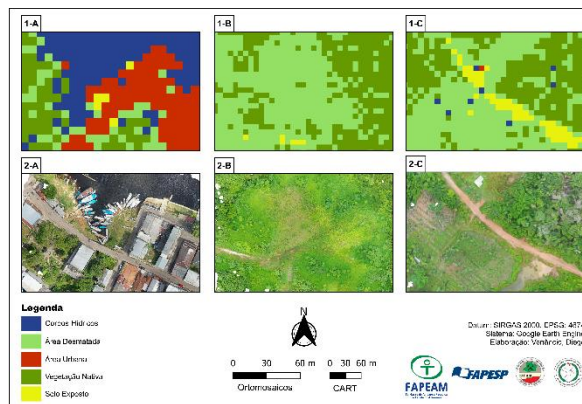 1-A
1-B
1-C
2-A
2-B
2-C
Legenda
Corpos Hídricos
Área Desmatada
Área Urbana
Vegetação Nativa
Solo Exposto
N
0 30 60 m
Ortomosaicos
0 30 60 m
CART
Datum: SIRGAS 2000. EPSG: 4674
Sistema: Google Earth Engine
Elaboração: Venâncio, Diego
FAPEAM
FAPESP